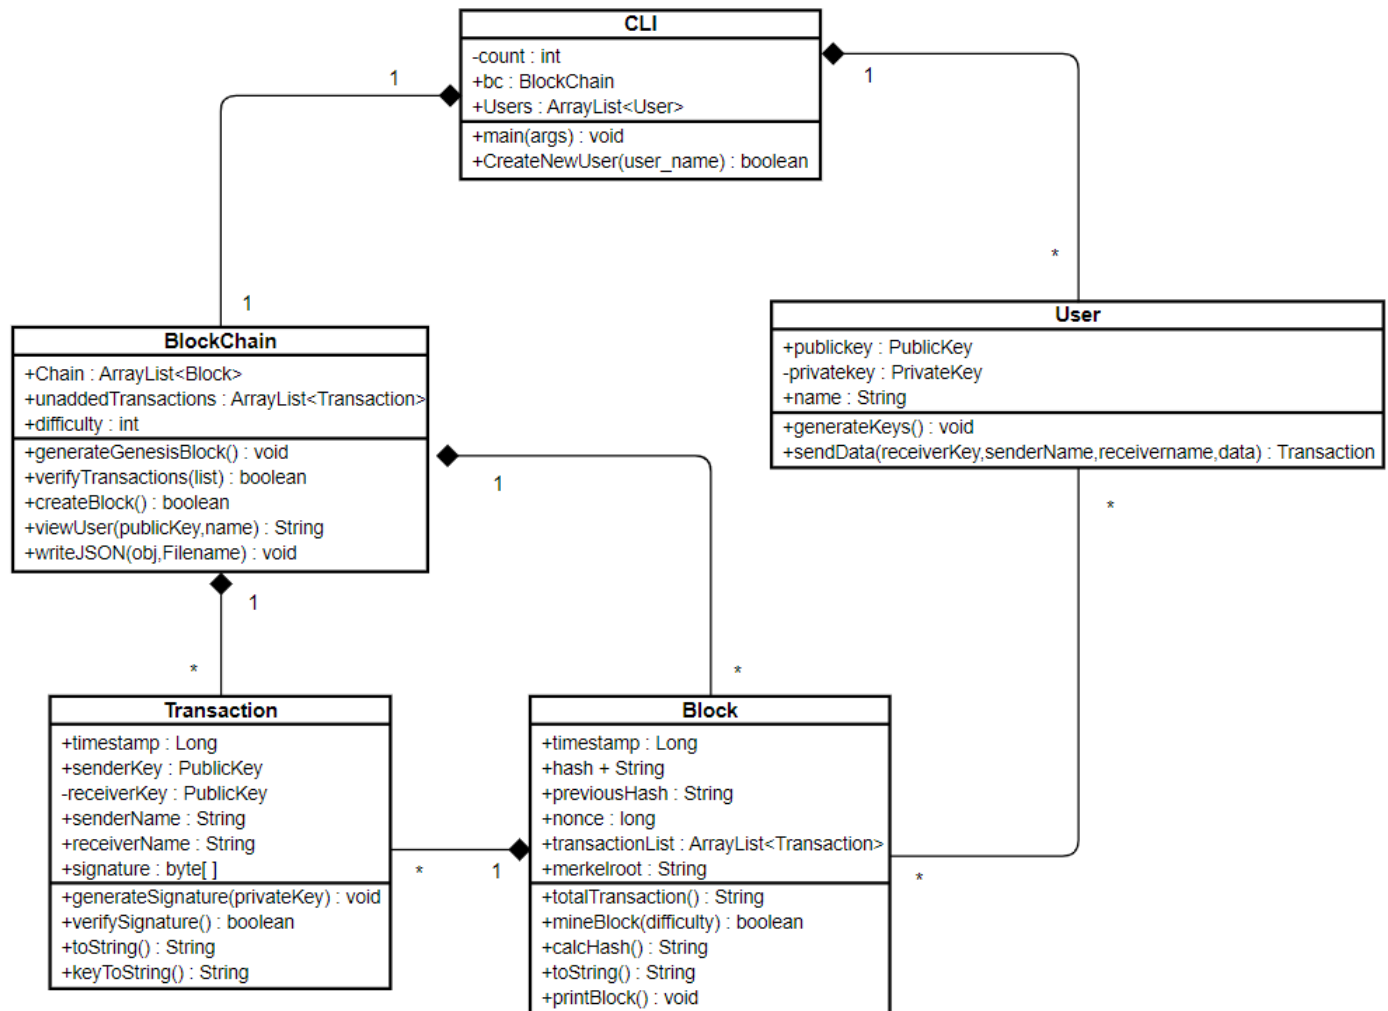 CLI
-count : int
+bc : BlockChain
+Users : ArrayList<User>
+main(args) : void
+CreateNewUser(user_name) : boolean
1
1
*
1
BlockChain
+Chain : ArrayList<Block>
+unaddedTransactions : ArrayList<Transaction>
+difficulty : int
+generateGenesisBlock() : void
+verifyTransactions(list) : boolean
+createBlock() : boolean
+viewUser(publicKey,name) : String
+writeJSON(obj,Filename) : void
User
+publickey : PublicKey
-privatekey : PrivateKey
+name : String
+generateKeys() : void
+sendData(receiverKey,senderName,receivername,data) : Transaction
1
*
1
*
*
Transaction
+timestamp : Long
+senderKey : PublicKey
-receiverKey : PublicKey
+senderName : String
+receiverName : String
+signature : byte[ ]
+generateSignature(privateKey) : void
+verifySignature() : boolean
+toString() : String
+keyToString() : String
*
1
Block
+timestamp : Long
+hash + String
+previousHash : String
+nonce : long
+transactionList : ArrayList<Transaction>
+merkelroot : String
+totalTransaction() : String
+mineBlock(difficulty) : boolean
+calcHash() : String
+toString() : String
+printBlock() : void
*